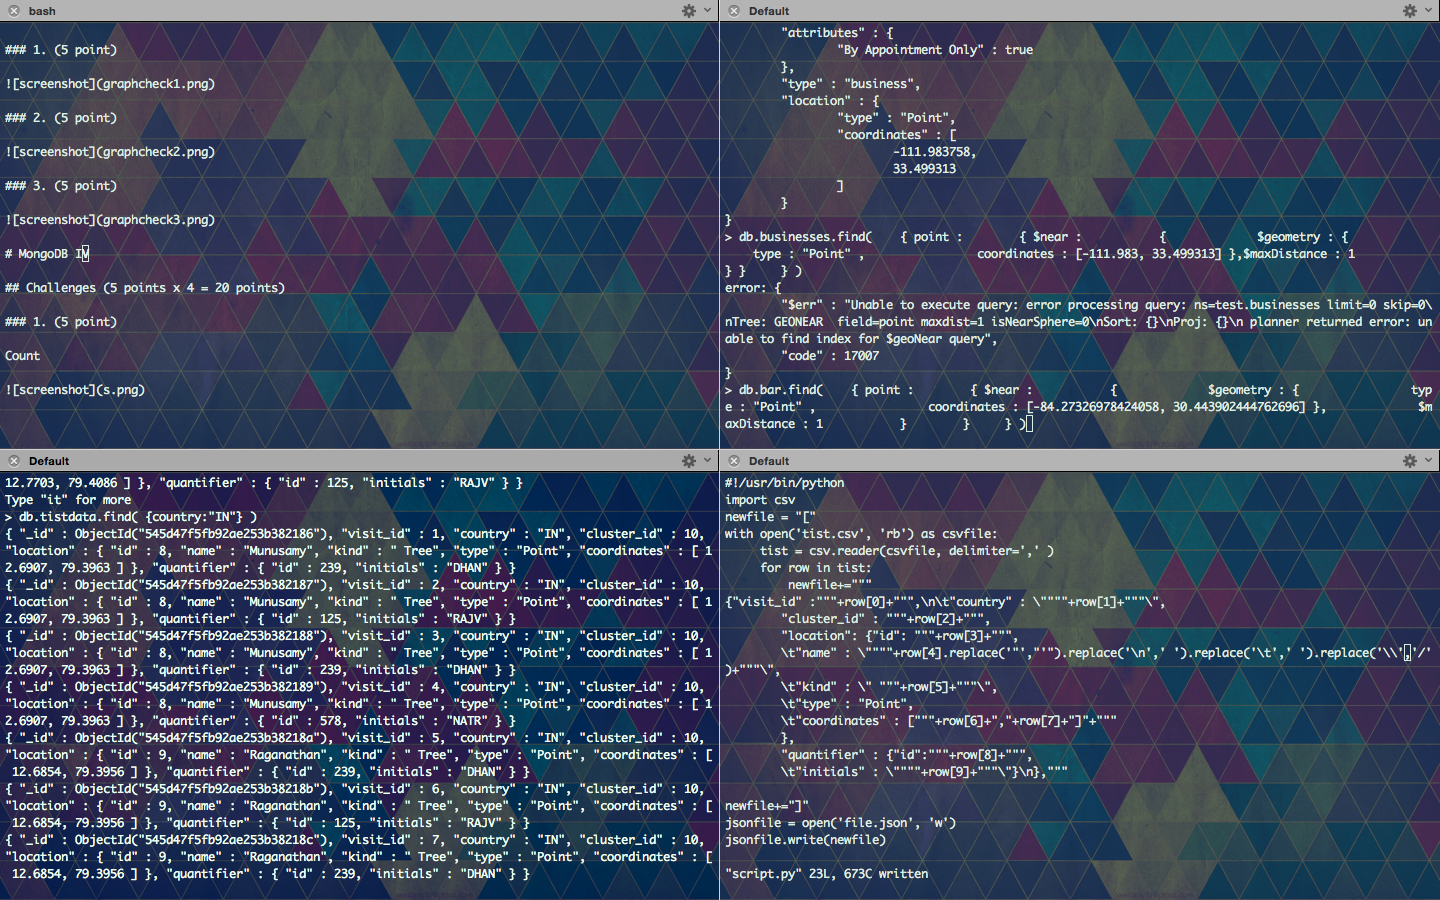 bash
### 1. (5 point)
![screenshot](graphcheck1.png)
### 2. (5 point)
![screenshot](graphcheck2.png)
### 3. (5 point)
![screenshot](graphcheck3.png)
# MongoDB IV
## Challenges (5 points x 4 = 20 points)
### 1. (5 point)
Count
![screenshot](s.png)
Default
"attributes" : {
"By Appointment Only" : true
},
"type" : "business",
"location" : {
"type" : "Point",
"coordinates" : [
-111.983758,
33.499313
]
}
}
> db.businesses.find(    { point :        { $near :           {             $geometry : {
type : "Point" ,                coordinates : [-111.983, 33.499313] },$maxDistance : 1
} }     } )
error: {
"$err" : "Unable to execute query: error processing query: ns=test.businesses limit=0 skip=0\
nTree: GEONEAR  field=point maxdist=1 isNearSphere=0\nSort: {}\nProj: {}\n planner returned error: un
able to find index for $geoNear query",
"code" : 17007
}
> db.bar.find(    { point :        { $near :           {             $geometry : {                typ
e : "Point" ,                coordinates : [-84.27326978424058, 30.443902444762696] },             $m
axDistance : 1           }        }     } )
Default
12.7703, 79.4086 ] }, "quantifier" : { "id" : 125, "initials" : "RAJV" } }
Type "it" for more
> db.tistdata.find( {country:"IN"} )
{ "_id" : ObjectId("545d47f5fb92ae253b382186"), "visit_id" : 1, "country" : "IN", "cluster_id" : 10,
"location" : { "id" : 8, "name" : "Munusamy", "kind" : " Tree", "type" : "Point", "coordinates" : [ 1
2.6907, 79.3963 ] }, "quantifier" : { "id" : 239, "initials" : "DHAN" } }
{ "_id" : ObjectId("545d47f5fb92ae253b382187"), "visit_id" : 2, "country" : "IN", "cluster_id" : 10,
"location" : { "id" : 8, "name" : "Munusamy", "kind" : " Tree", "type" : "Point", "coordinates" : [ 1
2.6907, 79.3963 ] }, "quantifier" : { "id" : 125, "initials" : "RAJV" } }
{ "_id" : ObjectId("545d47f5fb92ae253b382188"), "visit_id" : 3, "country" : "IN", "cluster_id" : 10,
"location" : { "id" : 8, "name" : "Munusamy", "kind" : " Tree", "type" : "Point", "coordinates" : [ 1
2.6907, 79.3963 ] }, "quantifier" : { "id" : 239, "initials" : "DHAN" } }
{ "_id" : ObjectId("545d47f5fb92ae253b382189"), "visit_id" : 4, "country" : "IN", "cluster_id" : 10,
"location" : { "id" : 8, "name" : "Munusamy", "kind" : " Tree", "type" : "Point", "coordinates" : [ 1
2.6907, 79.3963 ] }, "quantifier" : { "id" : 578, "initials" : "NATR" } }
{ "_id" : ObjectId("545d47f5fb92ae253b38218a"), "visit_id" : 5, "country" : "IN", "cluster_id" : 10,
"location" : { "id" : 9, "name" : "Raganathan", "kind" : " Tree", "type" : "Point", "coordinates" : [
12.6854, 79.3956 ] }, "quantifier" : { "id" : 239, "initials" : "DHAN" } }
{ "_id" : ObjectId("545d47f5fb92ae253b38218b"), "visit_id" : 6, "country" : "IN", "cluster_id" : 10,
"location" : { "id" : 9, "name" : "Raganathan", "kind" : " Tree", "type" : "Point", "coordinates" : [
12.6854, 79.3956 ] }, "quantifier" : { "id" : 125, "initials" : "RAJV" } }
{ "_id" : ObjectId("545d47f5fb92ae253b38218c"), "visit_id" : 7, "country" : "IN", "cluster_id" : 10,
"location" : { "id" : 9, "name" : "Raganathan", "kind" : " Tree", "type" : "Point", "coordinates" : [
12.6854, 79.3956 ] }, "quantifier" : { "id" : 239, "initials" : "DHAN" } }
Default
#!/usr/bin/python
import csv
newfile = "["
with open('tist.csv', 'rb') as csvfile:
tist = csv.reader(csvfile, delimiter=',' )
for row in tist:
newfile+="""
{"visit_id" :"""+row[0]+""",\n\t"country" : \""""+row[1]+"""\",
"cluster_id" : """+row[2]+""",
"location": {"id": """+row[3]+""",
\t"name" : \""""+row[4].replace('"',"'").replace('\n',' ').replace('\t',' ').replace('\\','/'
)+"""\",
\t"kind" : \" """+row[5]+"""\",
\t"type" : "Point",
\t"coordinates" : ["""+row[6]+","+row[7]+"]"+"""
},
"quantifier" : {"id":"""+row[8]+""",
\t"initials" : \""""+row[9]+"""\"}\n},"""
newfile+="]"
jsonfile = open('file.json', 'w')
jsonfile.write(newfile)
"script.py" 23L, 673C written